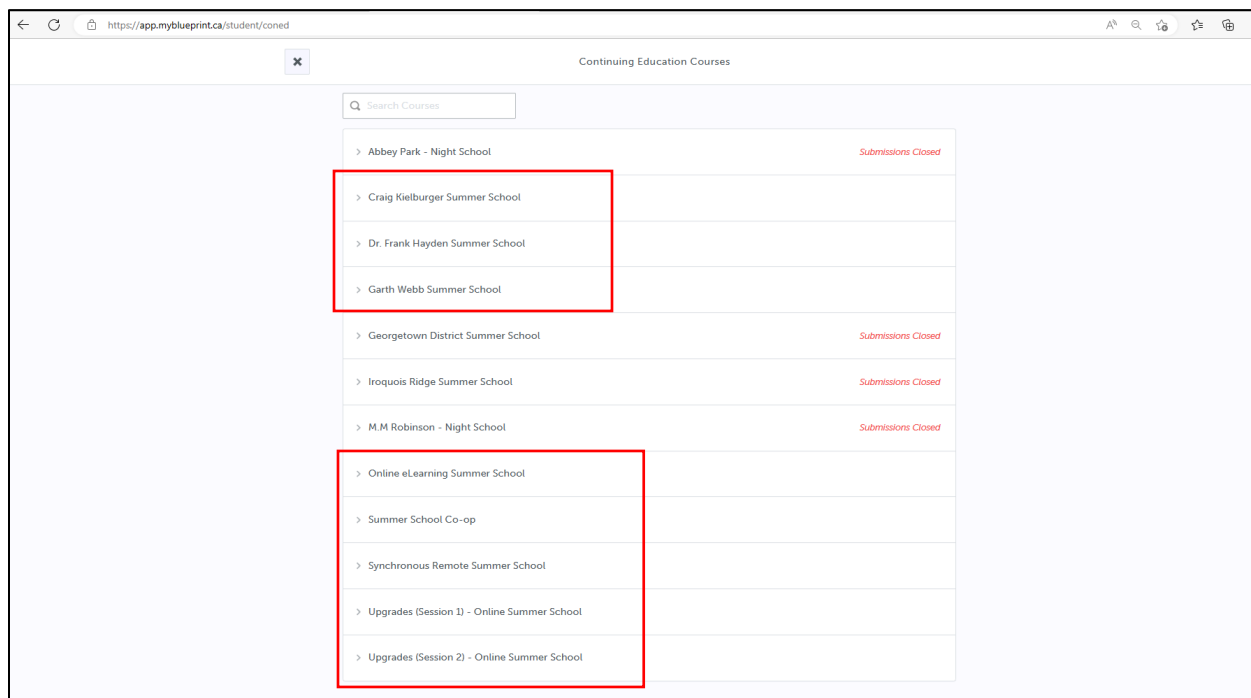 https://app.myblueprint.ca/student/coned
Continuing Education Courses
Search Courses
Abbey Park - Night School Submissions Closed
Craig Kielburger Summer School
Dr. Frank Hayden Summer School
Garth Webb Summer School
Georgetown District Summer School Submissions Closed
Iroquois Ridge Summer School Submissions Closed
M.M Robinson - Night School Submissions Closed
Online eLearning Summer School
Summer School Co-op
Synchronous Remote Summer School
Upgrades (Session 1) - Online Summer School
Upgrades (Session 2) - Online Summer School